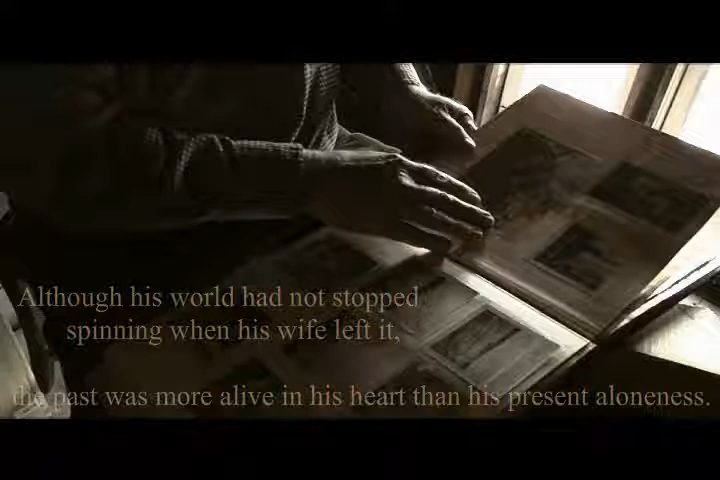 Although his world had not stopped
spinning when his wife left it,
the past was more alive in his heart than his present aloneness.